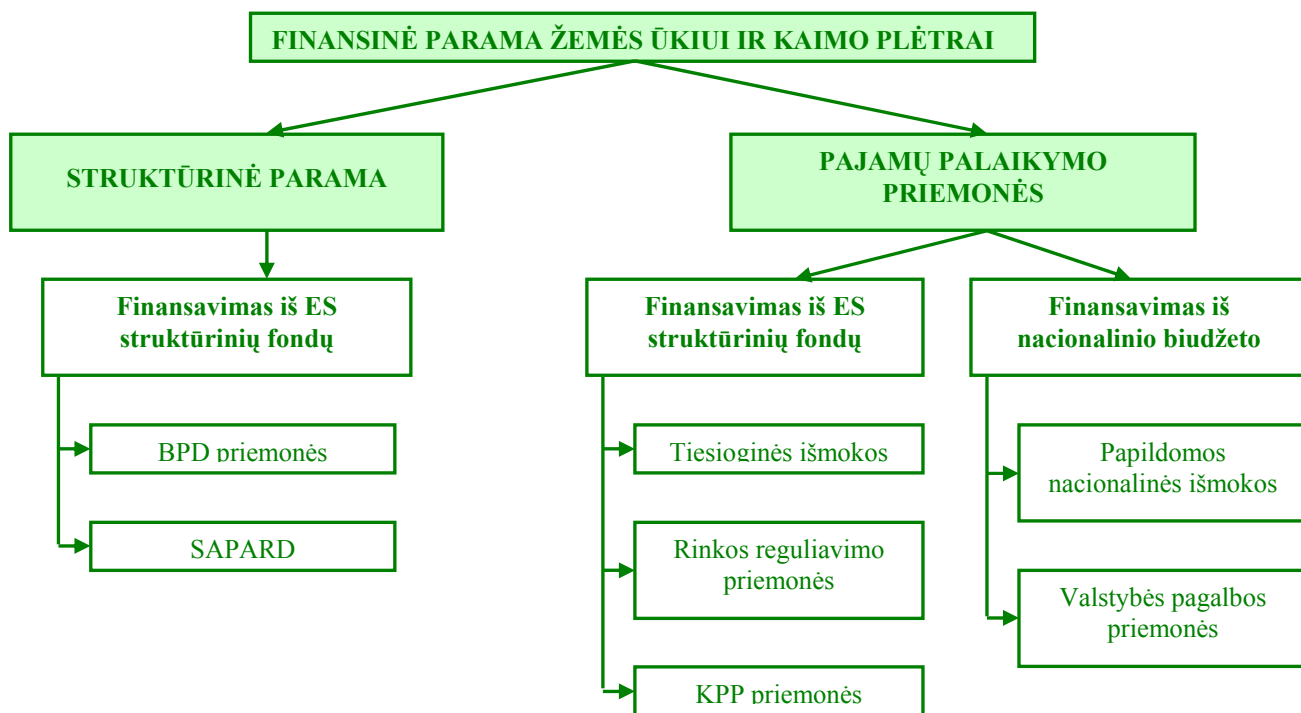 FINANSINĖ PARAMA ŽEMĖS ŪKIUI IR KAIMO PLĖTRAI
STRUKTŪRINĖ PARAMA
PAJAMŲ PALAIKYMO
PRIEMONĖS
Finansavimas iš ES
struktūrinių fondų
Finansavimas iš ES
struktūrinių fondų
Finansavimas iš
nacionalinio biudžeto
BPD priemonės
SAPARD
Tiesioginės išmokos
Rinkos reguliavimo
priemonės
KPP priemonės
Papildomos
nacionalinės išmokos
Valstybės pagalbos
priemonės